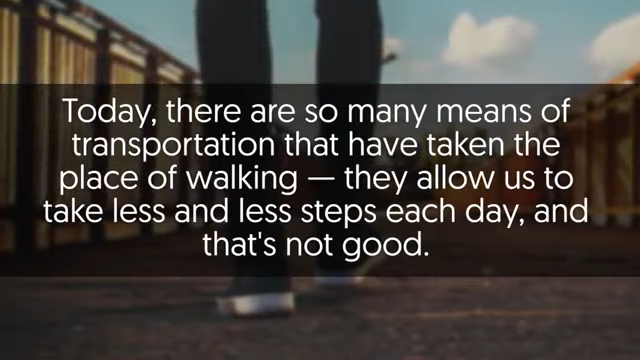 Today, there are so many means of
transportation that have taken the
place of walking — they allow us to
take less and less steps each day, and
that's not good.